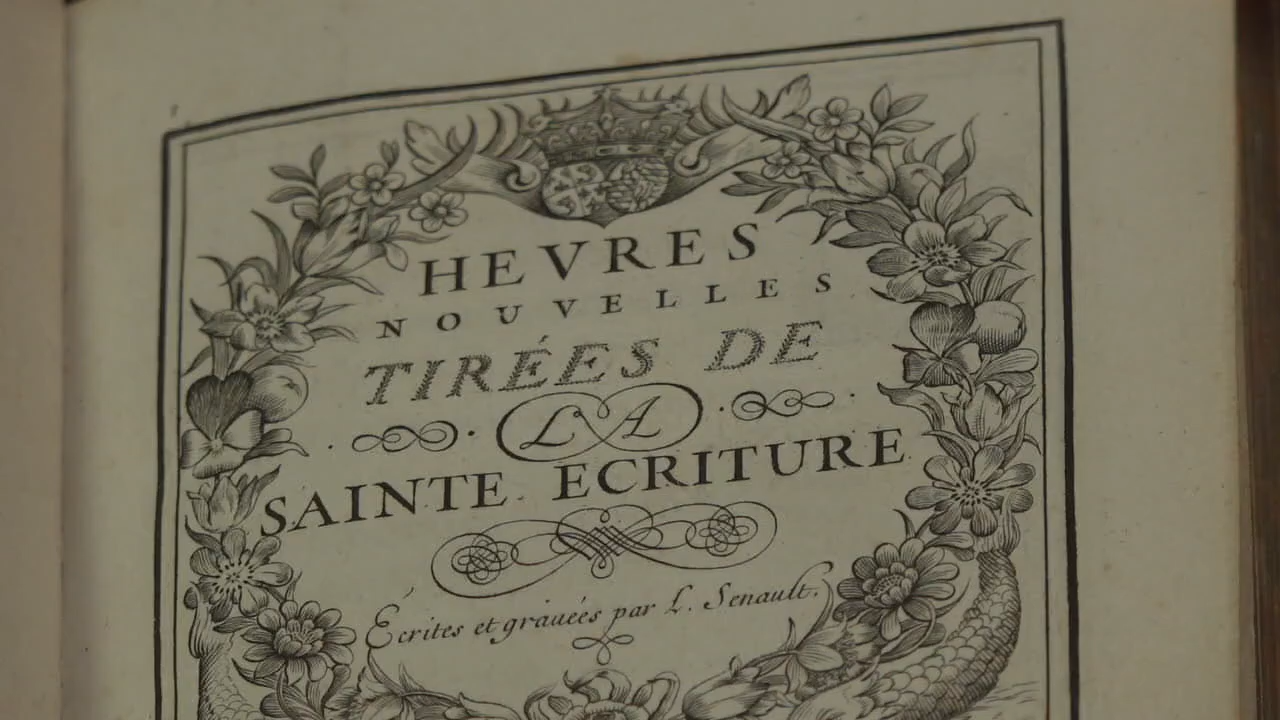 HEVRES
NOUVELLES
TIRÉES DE
LA
SAINTE ECRITURE
Écrites et grauées par L. Senault.